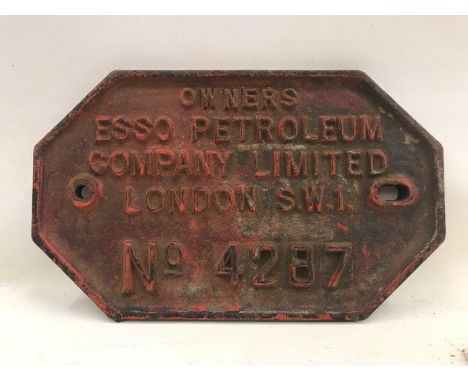 OWNERS
ESSO PETROLEUM
COMPANY LIMITED
LONDON S.W.1.
No 4287